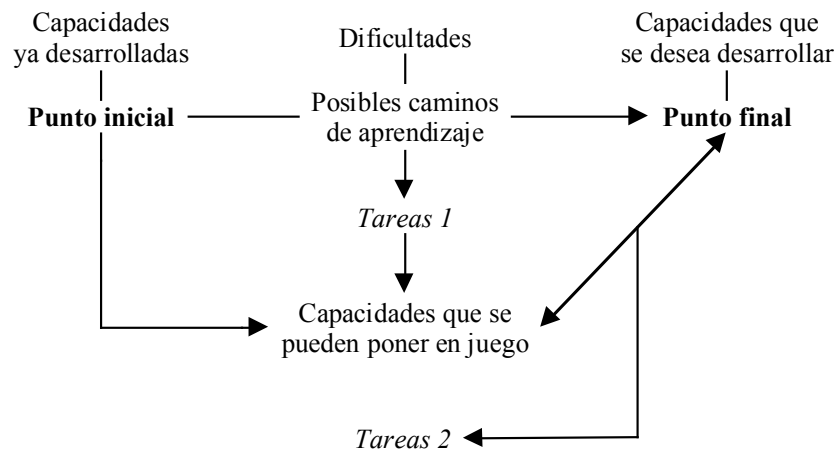 Capacidades
ya desarrolladas
Dificultades
Capacidades que
se desea desarrollar
Punto inicial
Posibles caminos
de aprendizaje
Punto final
Tareas 1
Capacidades que se
pueden poner en juego
Tareas 2